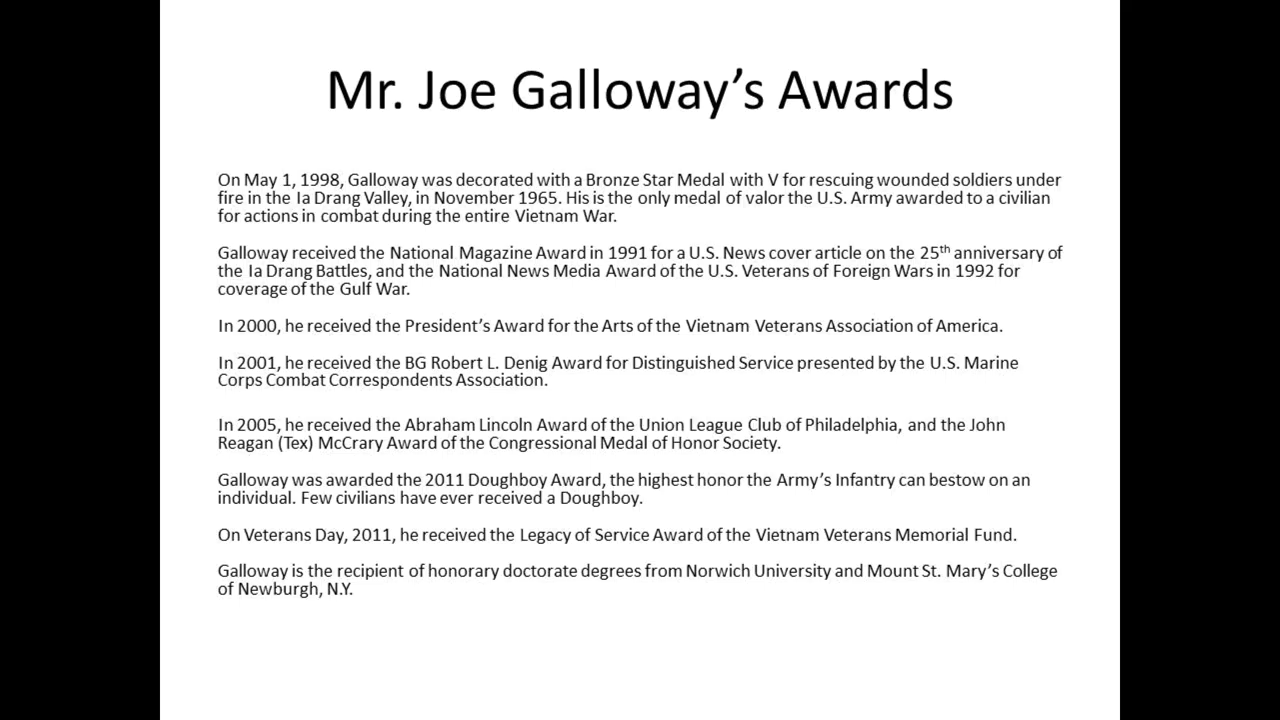 Mr. Joe Galloway’s Awards
On May 1, 1998, Galloway was decorated with a Bronze Star Medal with V for rescuing wounded soldiers under
fire in the Ia Drang Valley, in November 1965. His is the only medal of valor the U.S. Army awarded to a civilian
for actions in combat during the entire Vietnam War.
Galloway received the National Magazine Award in 1991 for a U.S. News cover article on the 25th anniversary of
the Ia Drang Battles, and the National News Media Award of the U.S. Veterans of Foreign Wars in 1992 for
coverage of the Gulf War.
In 2000, he received the President’s Award for the Arts of the Vietnam Veterans Association of America.
In 2001, he received the BG Robert L. Denig Award for Distinguished Service presented by the U.S. Marine
Corps Combat Correspondents Association.
In 2005, he received the Abraham Lincoln Award of the Union League Club of Philadelphia, and the John
Reagan (Tex) McCrary Award of the Congressional Medal of Honor Society.
Galloway was awarded the 2011 Doughboy Award, the highest honor the Army’s Infantry can bestow on an
individual. Few civilians have ever received a Doughboy.
On Veterans Day, 2011, he received the Legacy of Service Award of the Vietnam Veterans Memorial Fund.
Galloway is the recipient of honorary doctorate degrees from Norwich University and Mount St. Mary’s College
of Newburgh, N.Y.